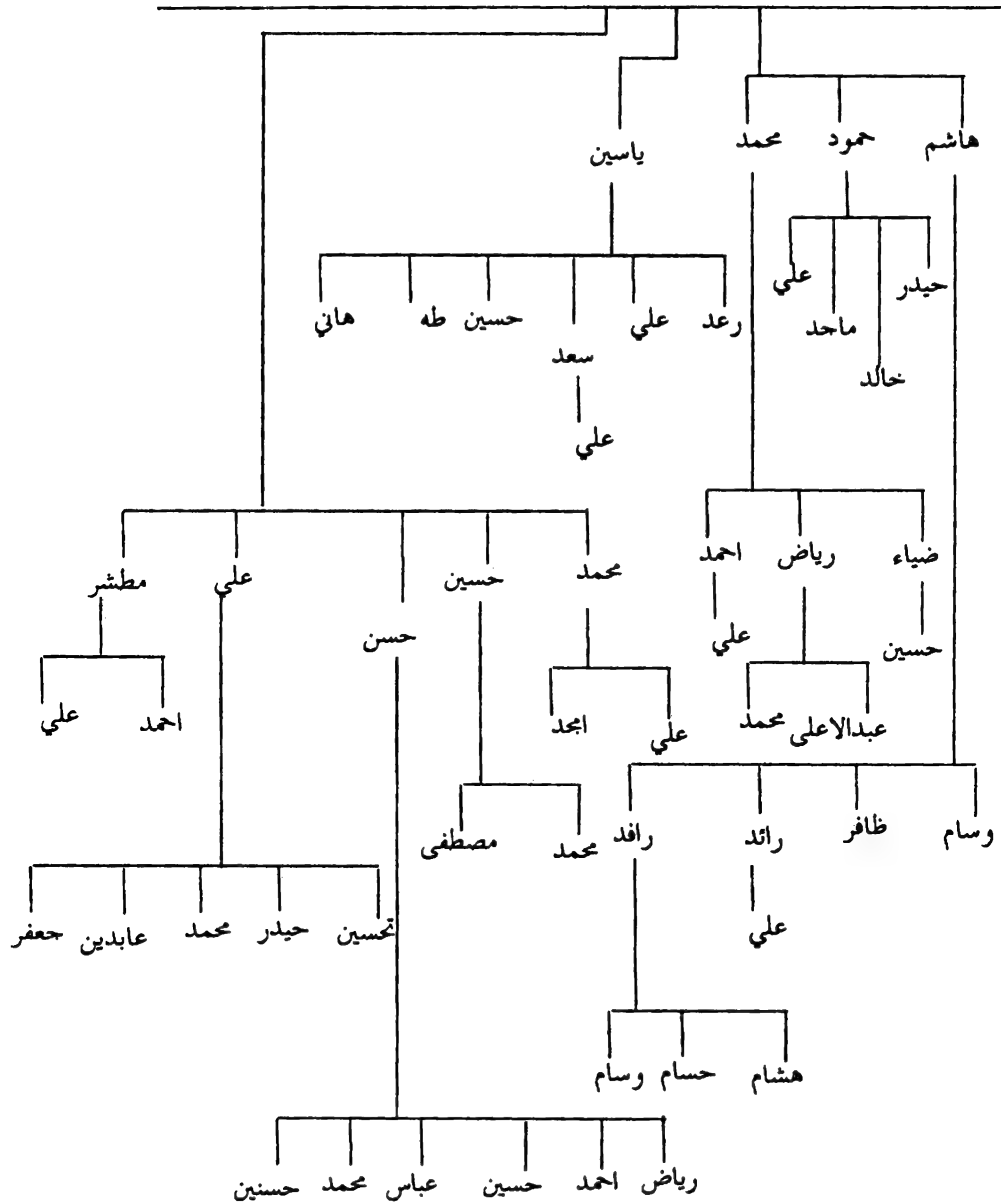 هاشم حمود محمد ياسين
حيدر خالد ماجد علي
رعد علي سعد حسين طه هاني
علي
ضياء رياض احمد
محمد حسين حسن علي مطشر
حسين علي
عبدالاعلى محمد
علي امجد
احمد علي
وسام ظافر رائد رافد
محمد مصطفى
علي
تحسين حيدر محمد عابدين جعفر
هشام حسام وسام
رياض احمد حسين عباس محمد حسنين